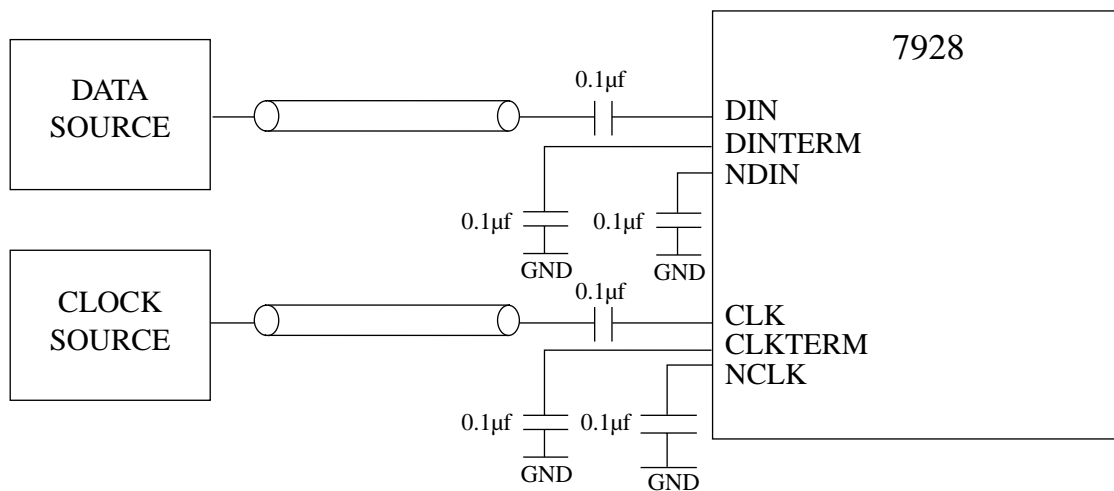 7928
DATA
SOURCE
0.1µf
DIN
DINTERM
NDIN
0.1µf
0.1µf
GND
GND
CLOCK
SOURCE
0.1µf
CLK
CLKTERM
NCLK
0.1µf
0.1µf
GND
GND